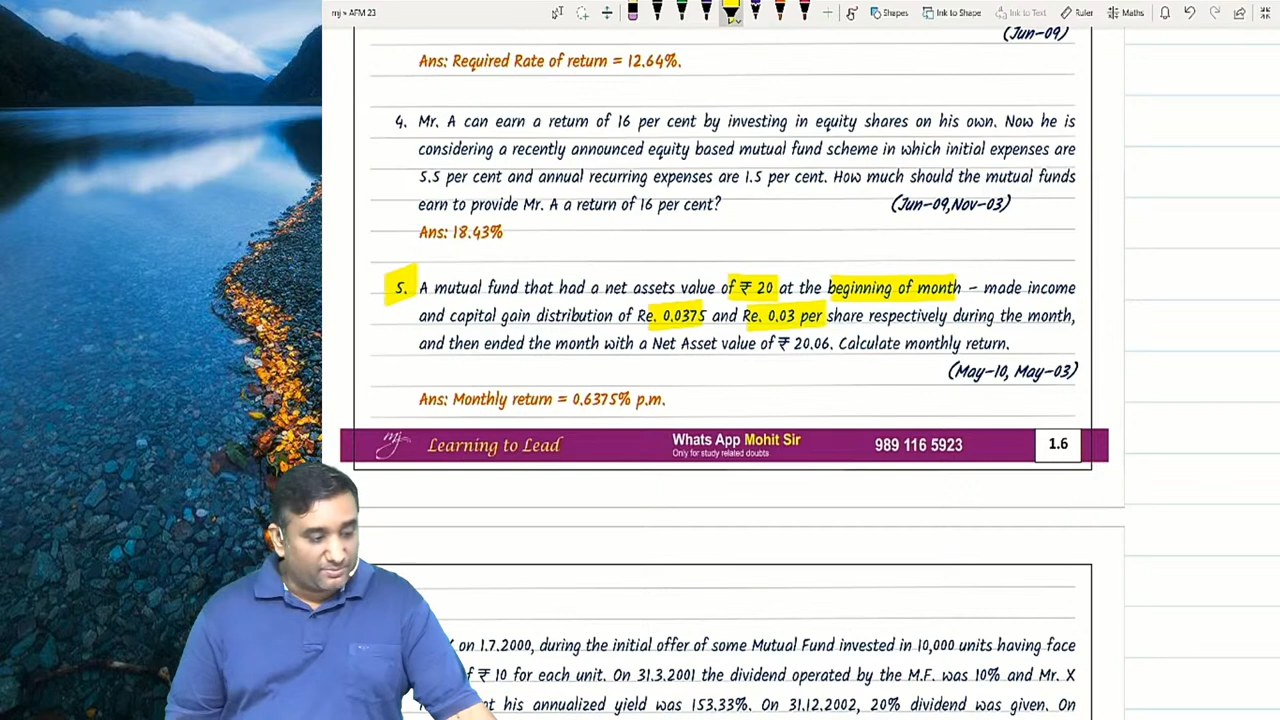 mj × AFM 23
Shapes
Ink to Shape
Ink to Text
Ruler
Maths
(Jun-09)
Ans: Required Rate of return = 12.64%.
4. Mr. A can earn a return of 16 per cent by investing in equity shares on his own. Now he is
considering a recently announced equity based mutual fund scheme in which initial expenses are
5.5 per cent and annual recurring expenses are 1.5 per cent. How much should the mutual funds
earn to provide Mr. A a return of 16 per cent? (Jun-09,Nov-03)
Ans: 18.43%
5. A mutual fund that had a net assets value of ₹ 20 at the beginning of month – made income
and capital gain distribution of Re. 0.0375 and Re. 0.03 per share respectively during the month,
and then ended the month with a Net Asset value of ₹ 20.06. Calculate monthly return.
(May-10, May-03)
Ans: Monthly return = 0.6375% p.m.
mj Learning to Lead Whats App Mohit Sir 989 116 5923 1.6
Only for study related doubts
on 1.7.2000, during the initial offer of some Mutual Fund invested in 10,000 units having face
₹ 10 for each unit. On 31.3.2001 the dividend operated by the M.F. was 10% and Mr. X
his annualized yield was 153.33%. On 31.12.2002, 20% dividend was given. On